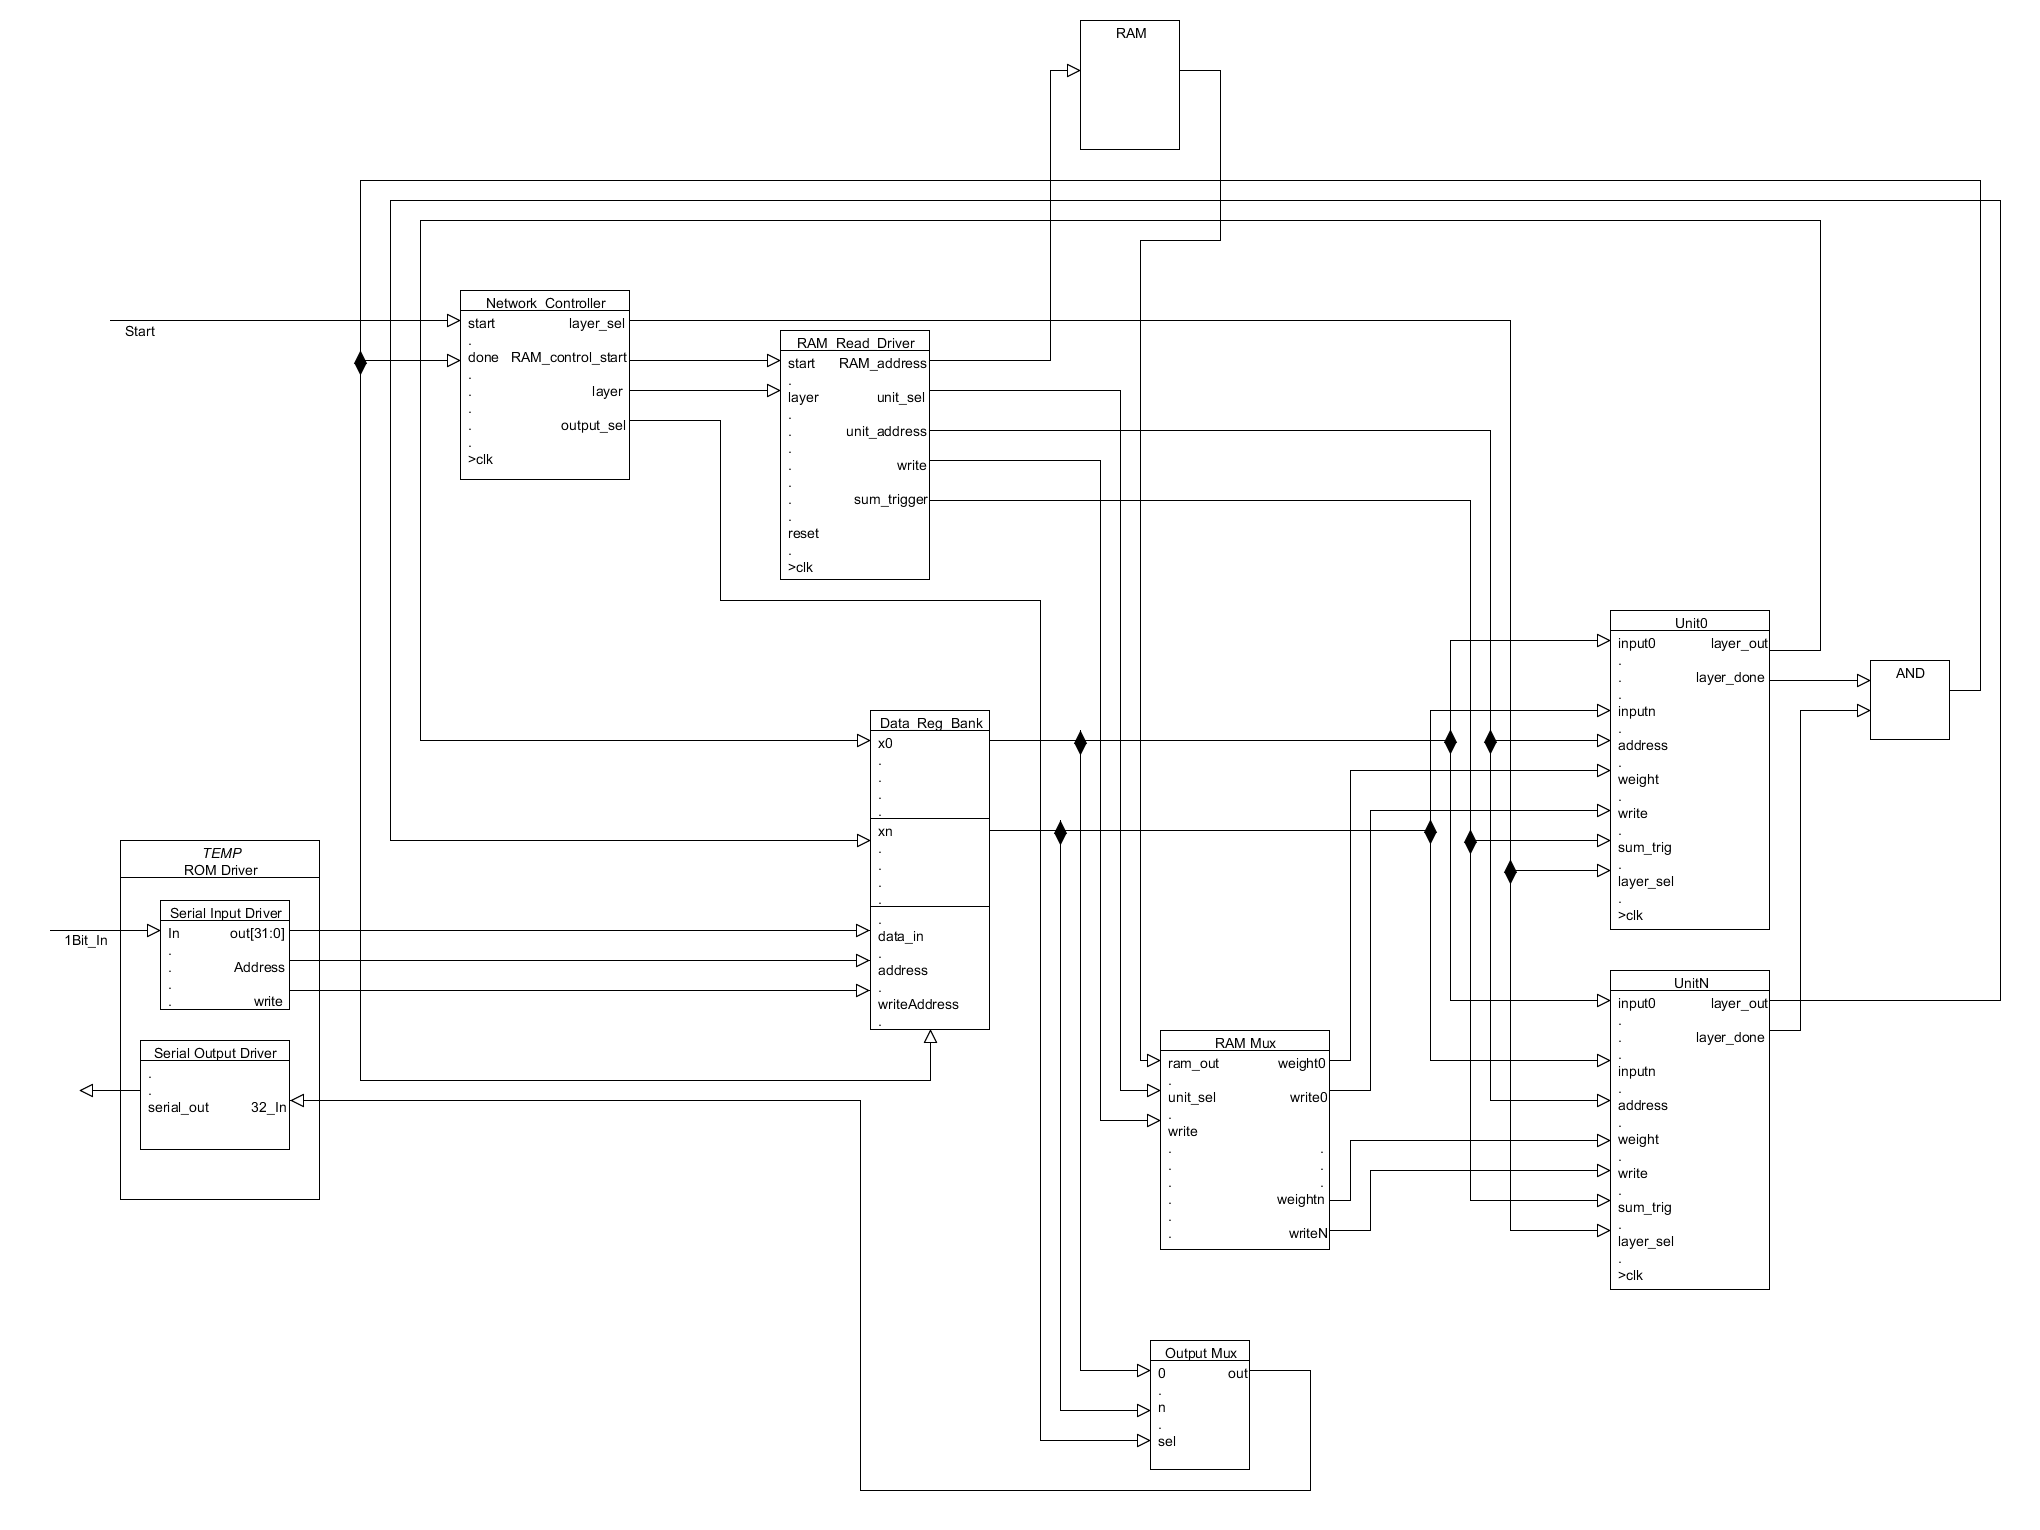 RAM
Start
Network_Controller
start layer_sel
.
done RAM_control_start
.
. layer
.
. output_sel
.
>clk
RAM_Read_Driver
start RAM_address
.
layer unit_sel
.
. unit_address
.
. write
.
. sum_trigger
.
reset
.
>clk
Unit0
input0 layer_out
.
. layer_done
.
inputn
.
address
.
weight
.
write
.
sum_trig
.
layer_sel
.
>clk
AND
Data_Reg_Bank
x0
.
.
.
.
xn
.
.
.
.
.
data_in
.
address
.
writeAddress
.
TEMP
ROM Driver
Serial Input Driver
In out[31:0]
.
. Address
.
. write
1Bit_In
Serial Output Driver
.
.
serial_out 32_In
UnitN
input0 layer_out
.
. layer_done
.
inputn
.
address
.
weight
.
write
.
sum_trig
.
layer_sel
.
>clk
RAM Mux
ram_out weight0
.
unit_sel write0
.
write
. .
. .
. .
. weightn
.
. writeN
Output Mux
0 out
.
n
.
sel